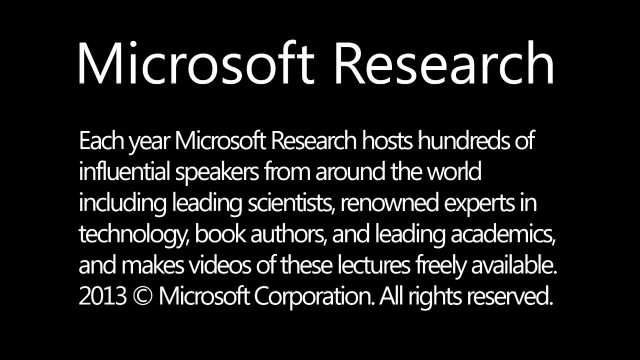 Microsoft Research
Each year Microsoft Research hosts hundreds of
influential speakers from around the world
including leading scientists, renowned experts in
technology, book authors, and leading academics,
and makes videos of these lectures freely available.
2013 © Microsoft Corporation. All rights reserved.